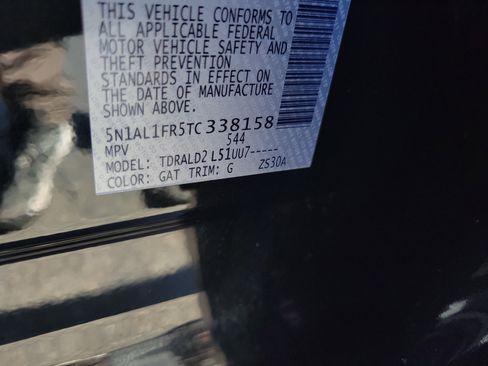 THIS VEHICLE CONFORMS TO
ALL APPLICABLE FEDERAL
MOTOR VEHICLE SAFETY AND
THEFT PREVENTION
STANDARDS IN EFFECT ON
THE DATE OF MANUFACTURE
SHOWN ABOVE.
5N1AL1FR5TC338158
MPV 544
MODEL: TDRALD2 L51UU7-----
COLOR: GAT TRIM: G ZS30A